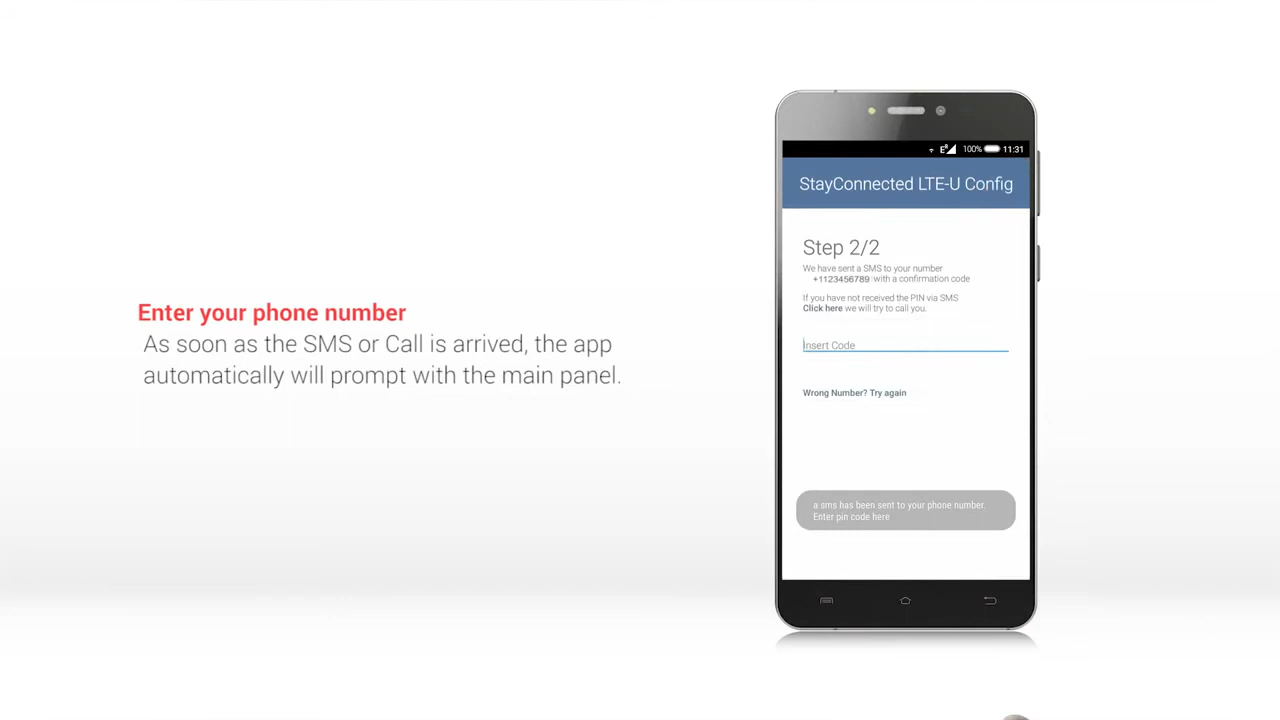 Enter your phone number
As soon as the SMS or Call is arrived, the app
automatically will prompt with the main panel.
100% 11:31
StayConnected LTE-U Config
Step 2/2
We have sent a SMS to your number
+1123456789 with a confirmation code
If you have not received the PIN via SMS
Click here we will try to call you.
Insert Code
Wrong Number? Try again
a sms has been sent to your phone number.
Enter pin code here